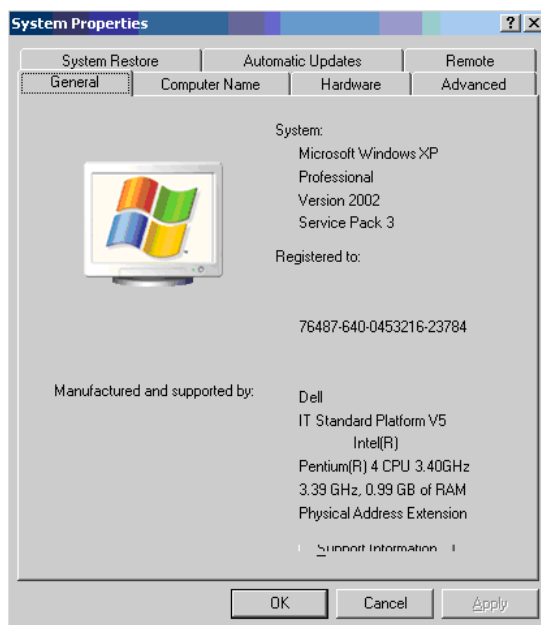 System Properties
System Restore
Automatic Updates
Remote
General
Computer Name
Hardware
Advanced
System:
Microsoft Windows XP
Professional
Version 2002
Service Pack 3
Registered to:
76487-640-0453216-23784
Manufactured and supported by:
Dell
IT Standard Platform V5
Intel(R)
Pentium(R) 4 CPU 3.40GHz
3.39 GHz, 0.99 GB of RAM
Physical Address Extension
Support Information
OK
Cancel
Apply